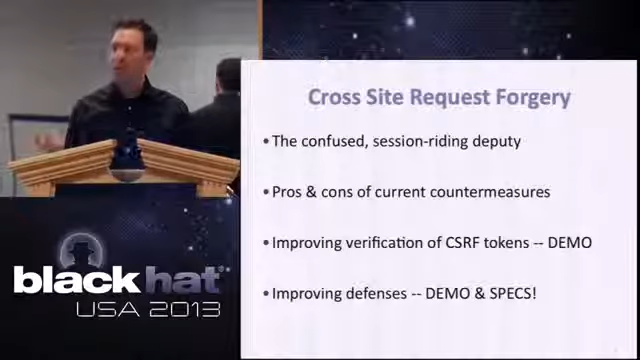 Cross Site Request Forgery
• The confused, session-riding deputy
• Pros & cons of current countermeasures
• Improving verification of CSRF tokens -- DEMO
• Improving defenses -- DEMO & SPECS!
black hat®
USA 2013